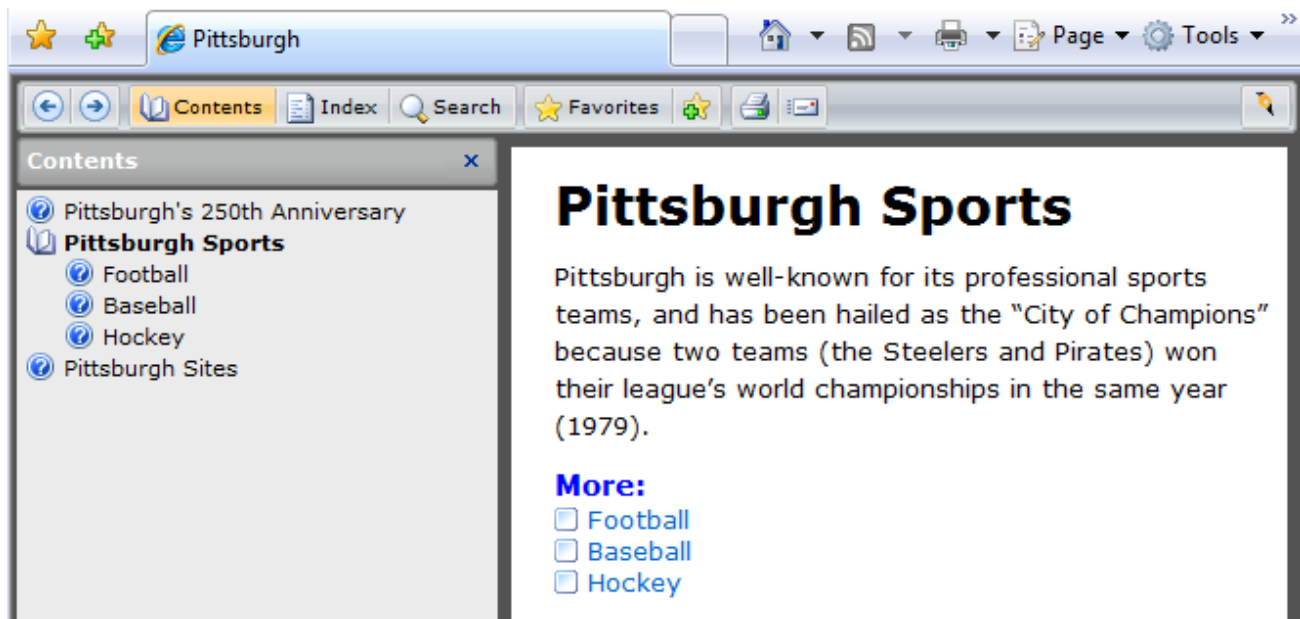 Pittsburgh
Page
Tools
Contents
Index
Search
Favorites
Contents
Pittsburgh's 250th Anniversary
Pittsburgh Sports
Football
Baseball
Hockey
Pittsburgh Sites
Pittsburgh Sports
Pittsburgh is well-known for its professional sports
teams, and has been hailed as the “City of Champions”
because two teams (the Steelers and Pirates) won
their league’s world championships in the same year
(1979).
More:
Football
Baseball
Hockey